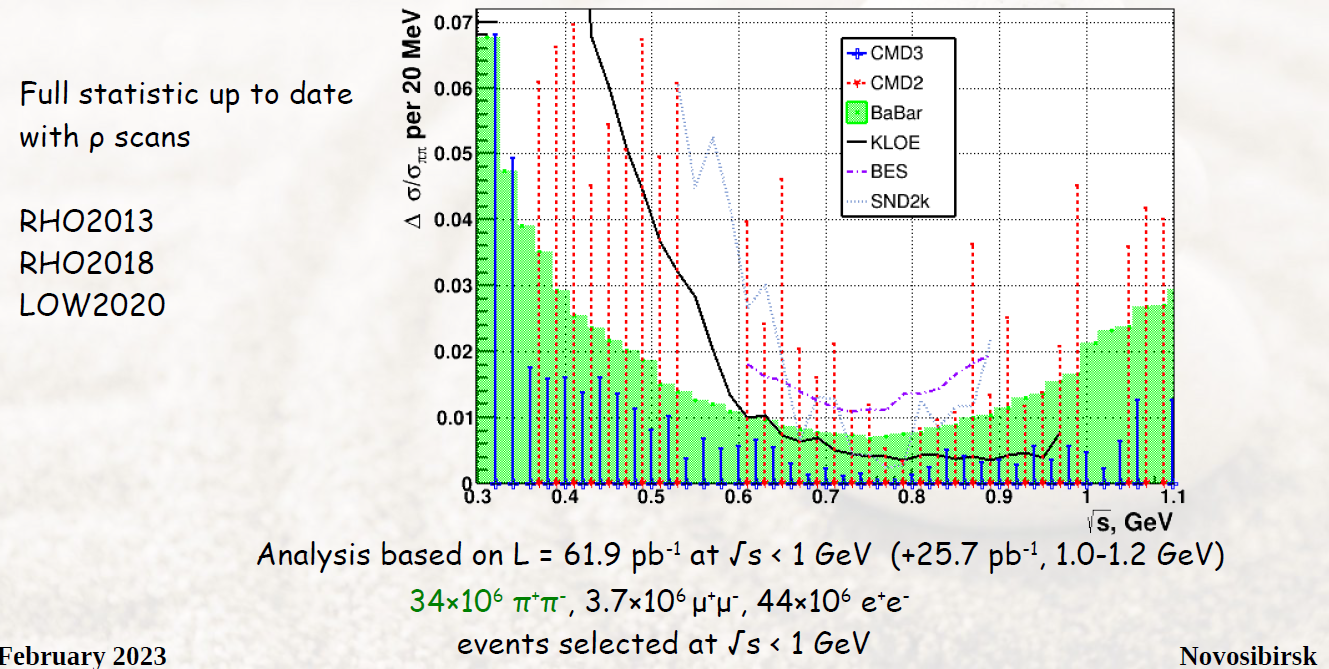 Full statistic up to date
with ρ scans
RHO2013
RHO2018
LOW2020
Δ σ/σππ per 20 MeV
0.07
0.06
0.05
0.04
0.03
0.02
0.01
0
0.3 0.4 0.5 0.6 0.7 0.8 0.9 1 1.1
√s, GeV
CMD3
CMD2
BaBar
KLOE
BES
SND2k
Analysis based on L = 61.9 pb⁻¹ at √s < 1 GeV (+25.7 pb⁻¹, 1.0-1.2 GeV)
34×10⁶ π⁺π⁻, 3.7×10⁶ μ⁺μ⁻, 44×10⁶ e⁺e⁻
events selected at √s < 1 GeV
February 2023
Novosibirsk